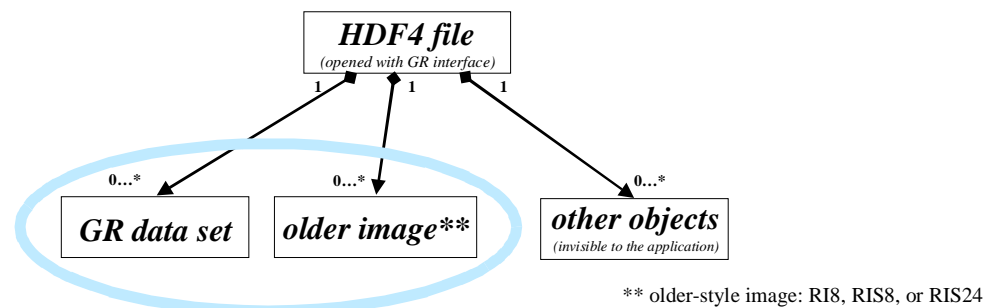 HDF4 file
(opened with GR interface)
1 1 1
0…* 0…* 0…*
GR data set older image** other objects
(invisible to the application)
** older-style image: RI8, RIS8, or RIS24